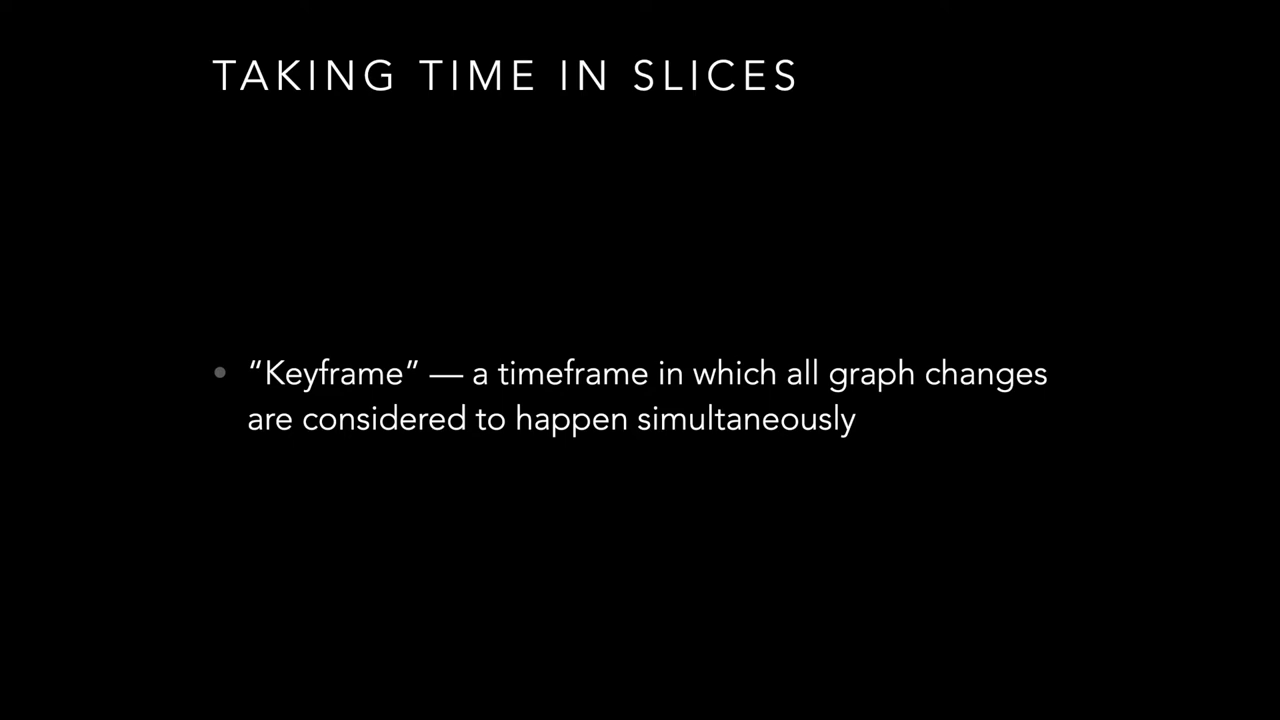 TAKING TIME IN SLICES
• “Keyframe” — a timeframe in which all graph changes
are considered to happen simultaneously